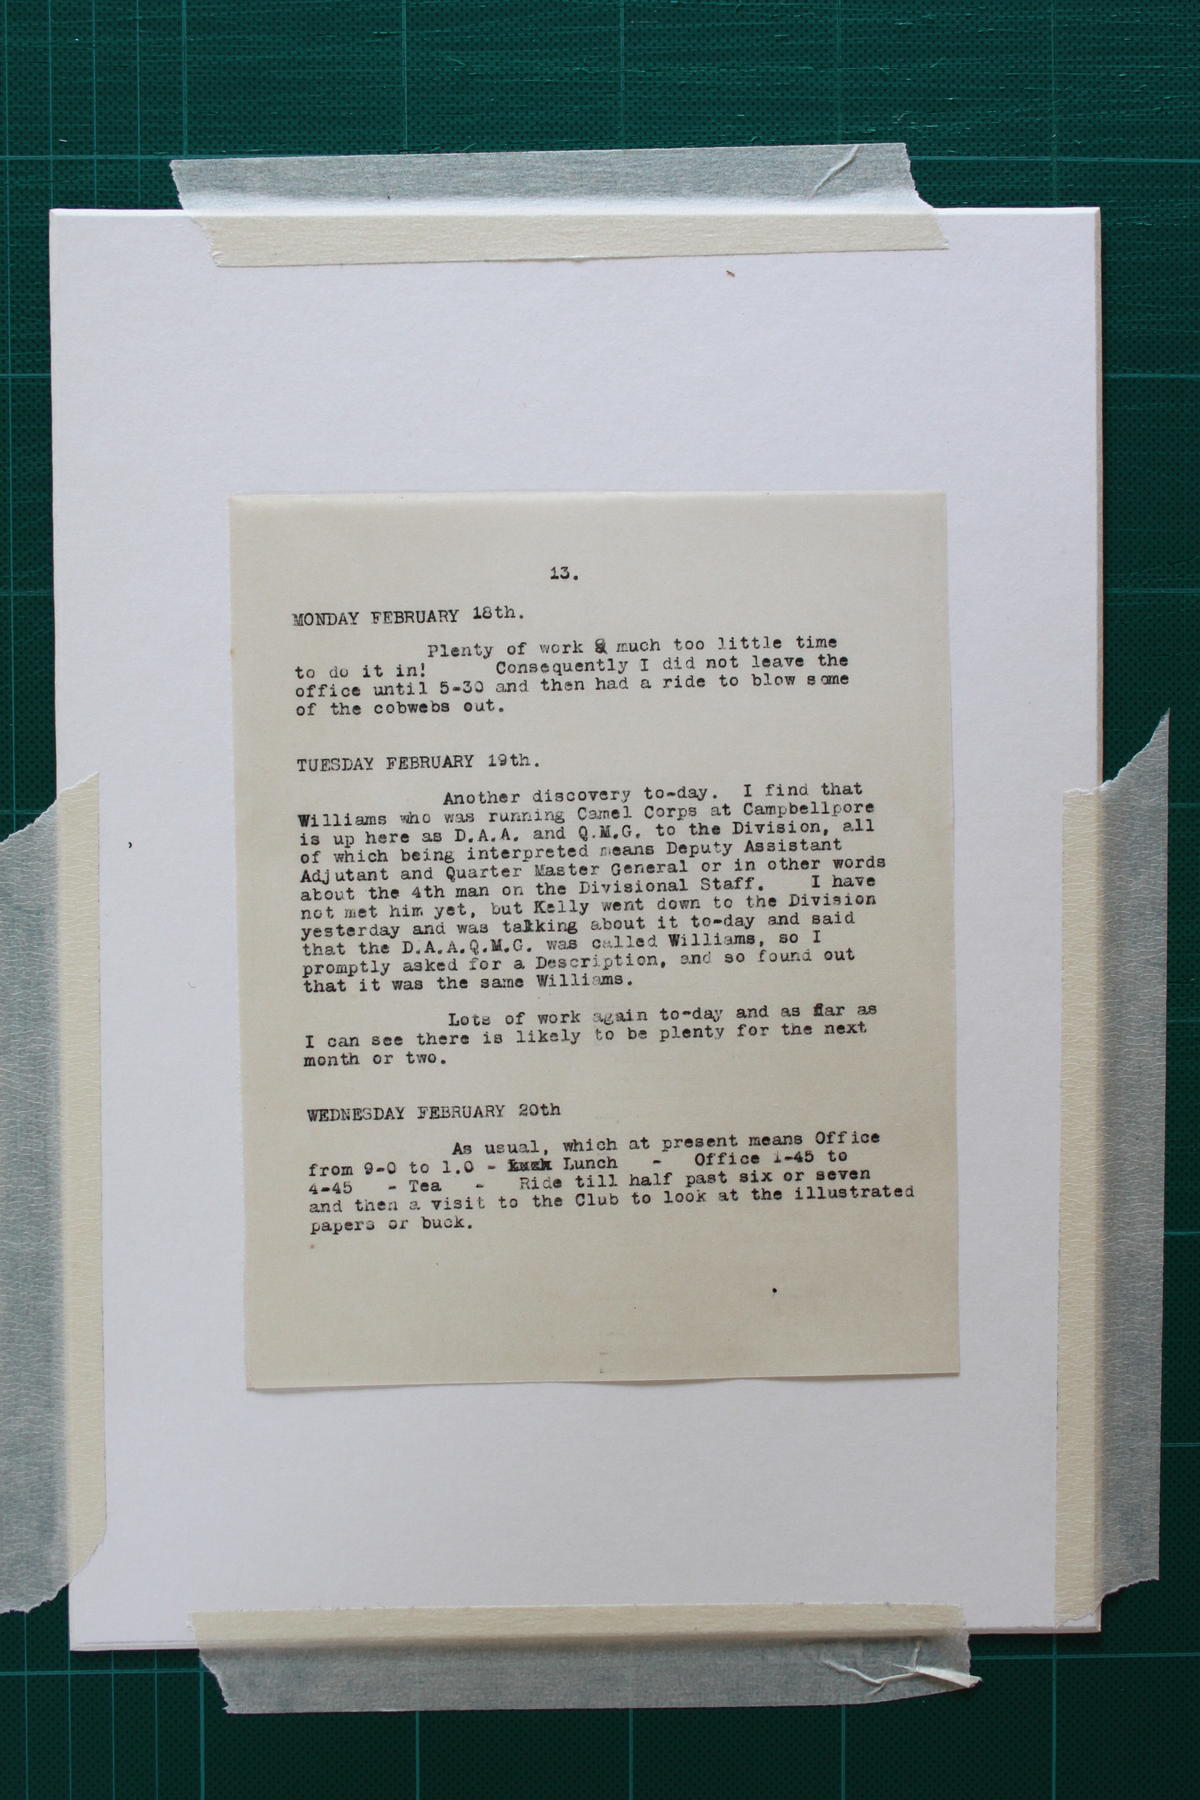 13.
MONDAY FEBRUARY 18th.
Plenty of work & much too little time
to do it in! Consequently I did not leave the
office until 5-30 and then had a ride to blow some
of the cobwebs out.
TUESDAY FEBRUARY 19th.
Another discovery to-day. I find that
Williams who was running Camel Corps at Campbellpore
is up here as D.A.A. and Q.M.G. to the Division, all
of which being interpreted means Deputy Assistant
Adjutant and Quarter Master General or in other words
about the 4th man on the Divisional Staff. I have
not met him yet, but Kelly went down to the Division
yesterday and was talking about it to-day and said
that the D.A.A.Q.M.G. was called Williams, so I
promptly asked for a Description, and so found out
that it was the same Williams.
Lots of work again to-day and as far as
I can see there is likely to be plenty for the next
month or two.
WEDNESDAY FEBRUARY 20th
As usual, which at present means Office
from 9-0 to 1.0 - Lunch - Office 1-45 to
4-45 - Tea - Ride till half past six or seven
and then a visit to the Club to look at the illustrated
papers or buck.